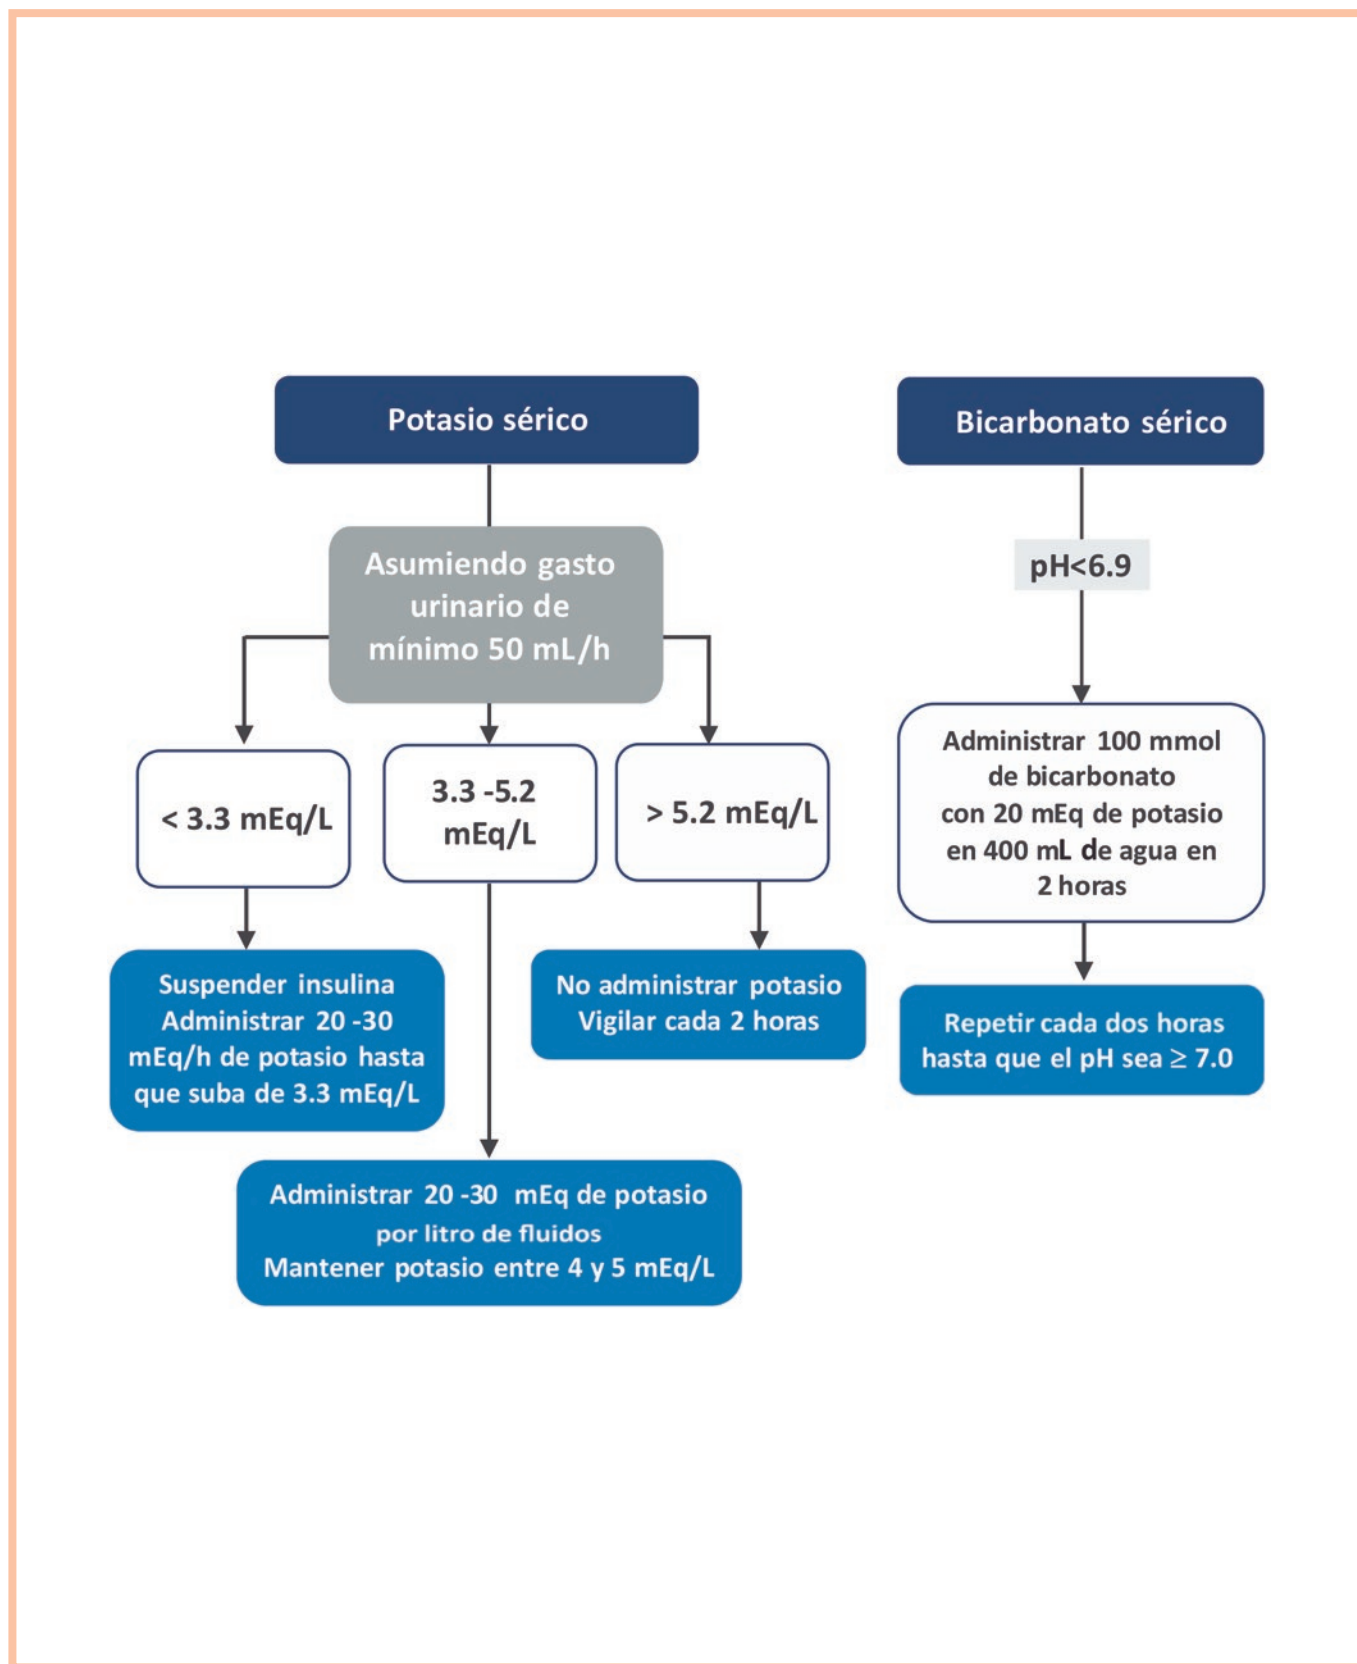 Potasio sérico
Asumiendo gasto
urinario de
mínimo 50 mL/h
< 3.3 mEq/L
3.3 -5.2
mEq/L
> 5.2 mEq/L
Suspender insulina
Administrar 20 -30
mEq/h de potasio hasta
que suba de 3.3 mEq/L
No administrar potasio
Vigilar cada 2 horas
Administrar 20 -30 mEq de potasio
por litro de fluidos
Mantener potasio entre 4 y 5 mEq/L
Bicarbonato sérico
pH<6.9
Administrar 100 mmol
de bicarbonato
con 20 mEq de potasio
en 400 mL de agua en
2 horas
Repetir cada dos horas
hasta que el pH sea ≥ 7.0